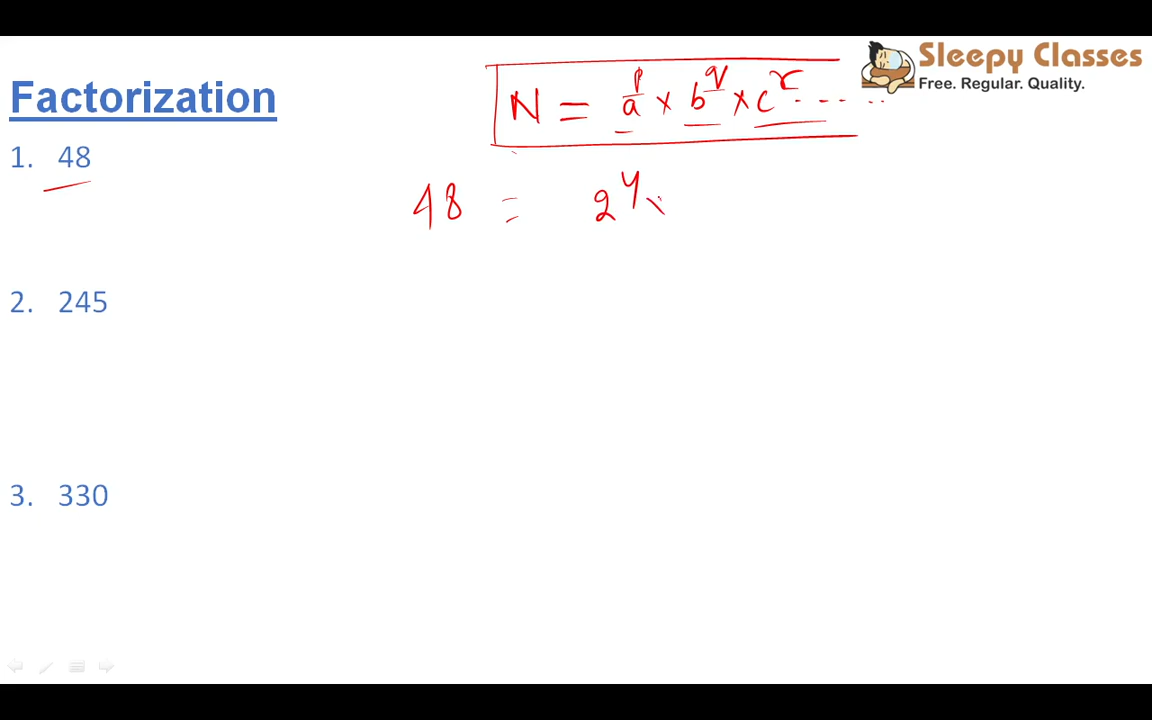 Sleepy Classes
Free. Regular. Quality.
Factorization
N = a^p × b^q × c^r ... ..
1. 48
48 = 2^4 ×
2. 245
3. 330